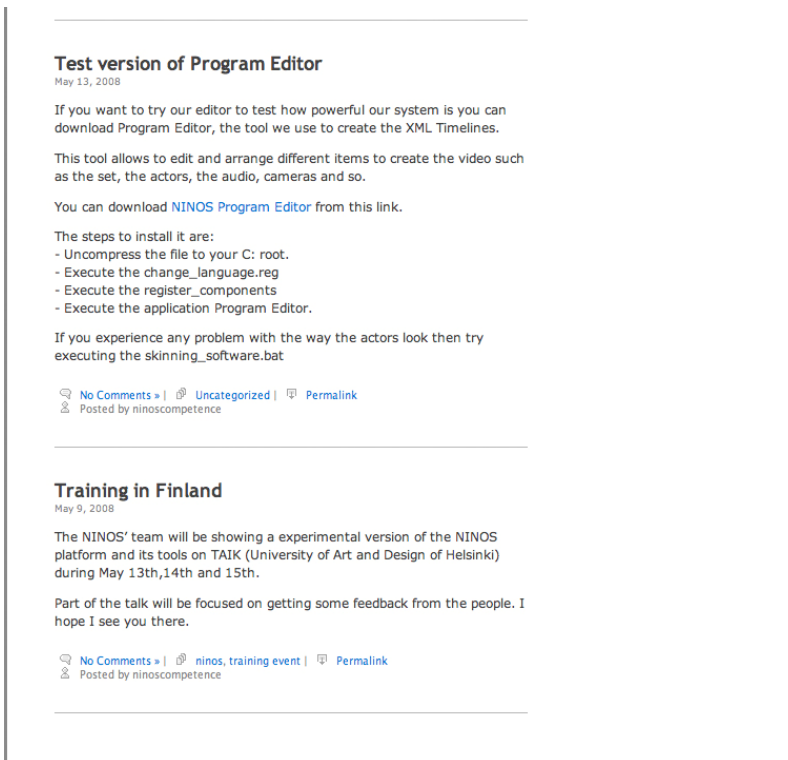 Test version of Program Editor
May 13, 2008
If you want to try our editor to test how powerful our system is you can
download Program Editor, the tool we use to create the XML Timelines.
This tool allows to edit and arrange different items to create the video such
as the set, the actors, the audio, cameras and so.
You can download NINOS Program Editor from this link.
The steps to install it are:
- Uncompress the file to your C: root.
- Execute the change_language.reg
- Execute the register_components
- Execute the application Program Editor.
If you experience any problem with the way the actors look then try
executing the skinning_software.bat
No Comments » | Uncategorized | Permalink
Posted by ninoscompetence
Training in Finland
May 9, 2008
The NINOS’ team will be showing a experimental version of the NINOS
platform and its tools on TAIK (University of Art and Design of Helsinki)
during May 13th,14th and 15th.
Part of the talk will be focused on getting some feedback from the people. I
hope I see you there.
No Comments » | ninos, training event | Permalink
Posted by ninoscompetence